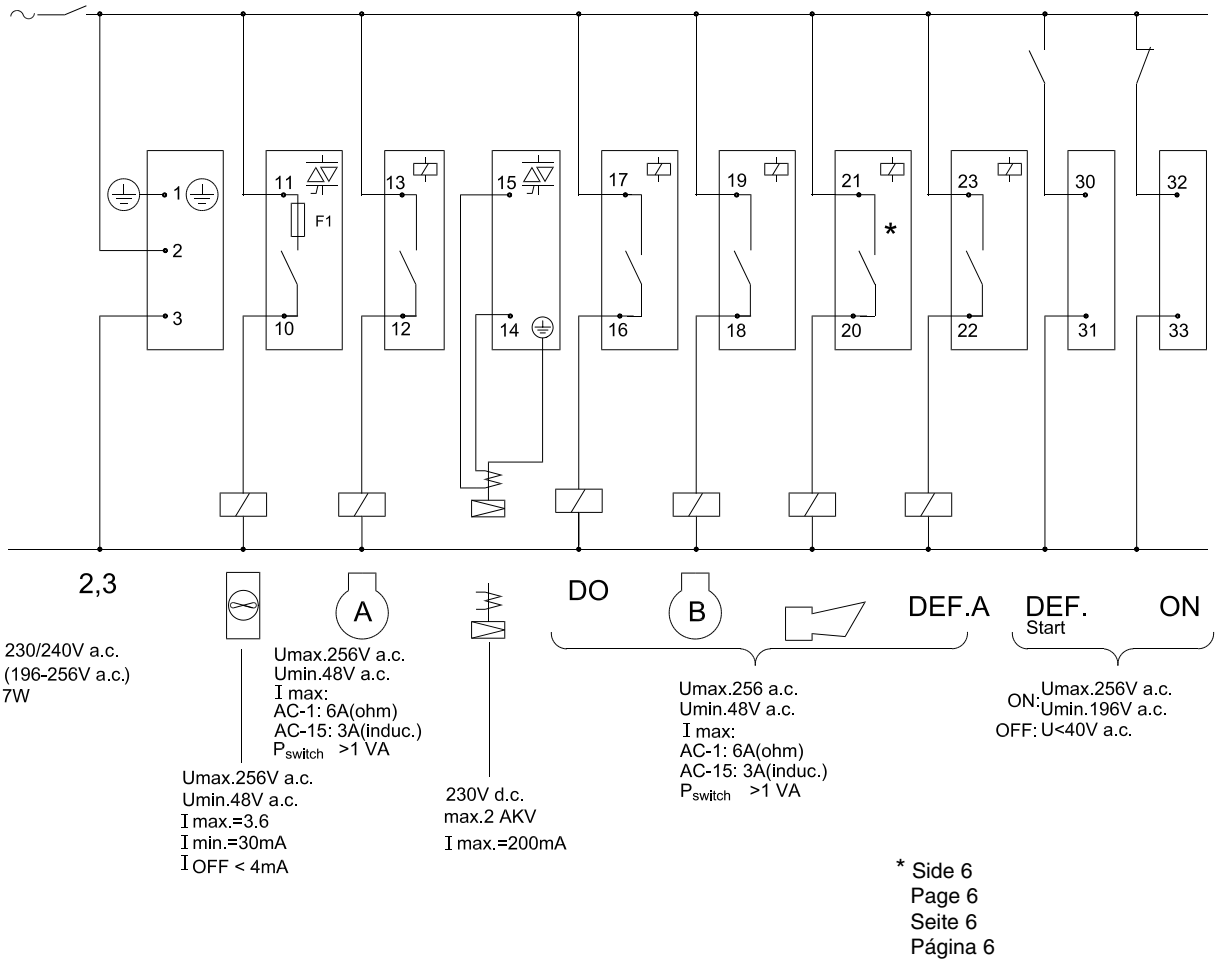 11 13 15 17 19 21 23 30 32
1
F1
*
2
3
10 12 14 16 18 20 22 31 33
2,3
230/240V a.c.
(196-256V a.c.)
7W
A
Umax.256V a.c.
Umin.48V a.c.
I max:
AC-1: 6A(ohm)
AC-15: 3A(induc.)
Pswitch >1 VA
Umax.256V a.c.
Umin.48V a.c.
I max.=3.6
I min.=30mA
I OFF < 4mA
230V d.c.
max.2 AKV
I max.=200mA
DO
B
DEF.A
Umax.256 a.c.
Umin.48V a.c.
I max:
AC-1: 6A(ohm)
AC-15: 3A(induc.)
Pswitch >1 VA
DEF.
Start
ON
ON: Umax.256V a.c.
Umin.196V a.c.
OFF: U<40V a.c.
* Side 6
Page 6
Seite 6
Página 6